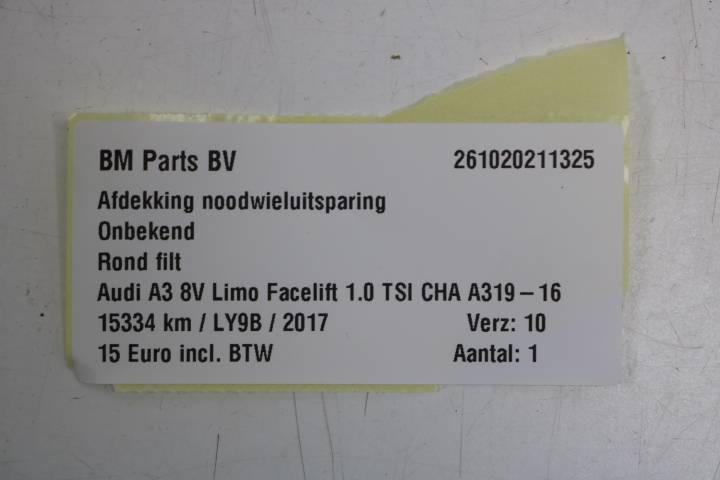 BM Parts BV 261020211325
Afdekking noodwieluitsparing
Onbekend
Rond filt
Audi A3 8V Limo Facelift 1.0 TSI CHA A319 – 16
15334 km / LY9B / 2017 Verz: 10
15 Euro incl. BTW Aantal: 1